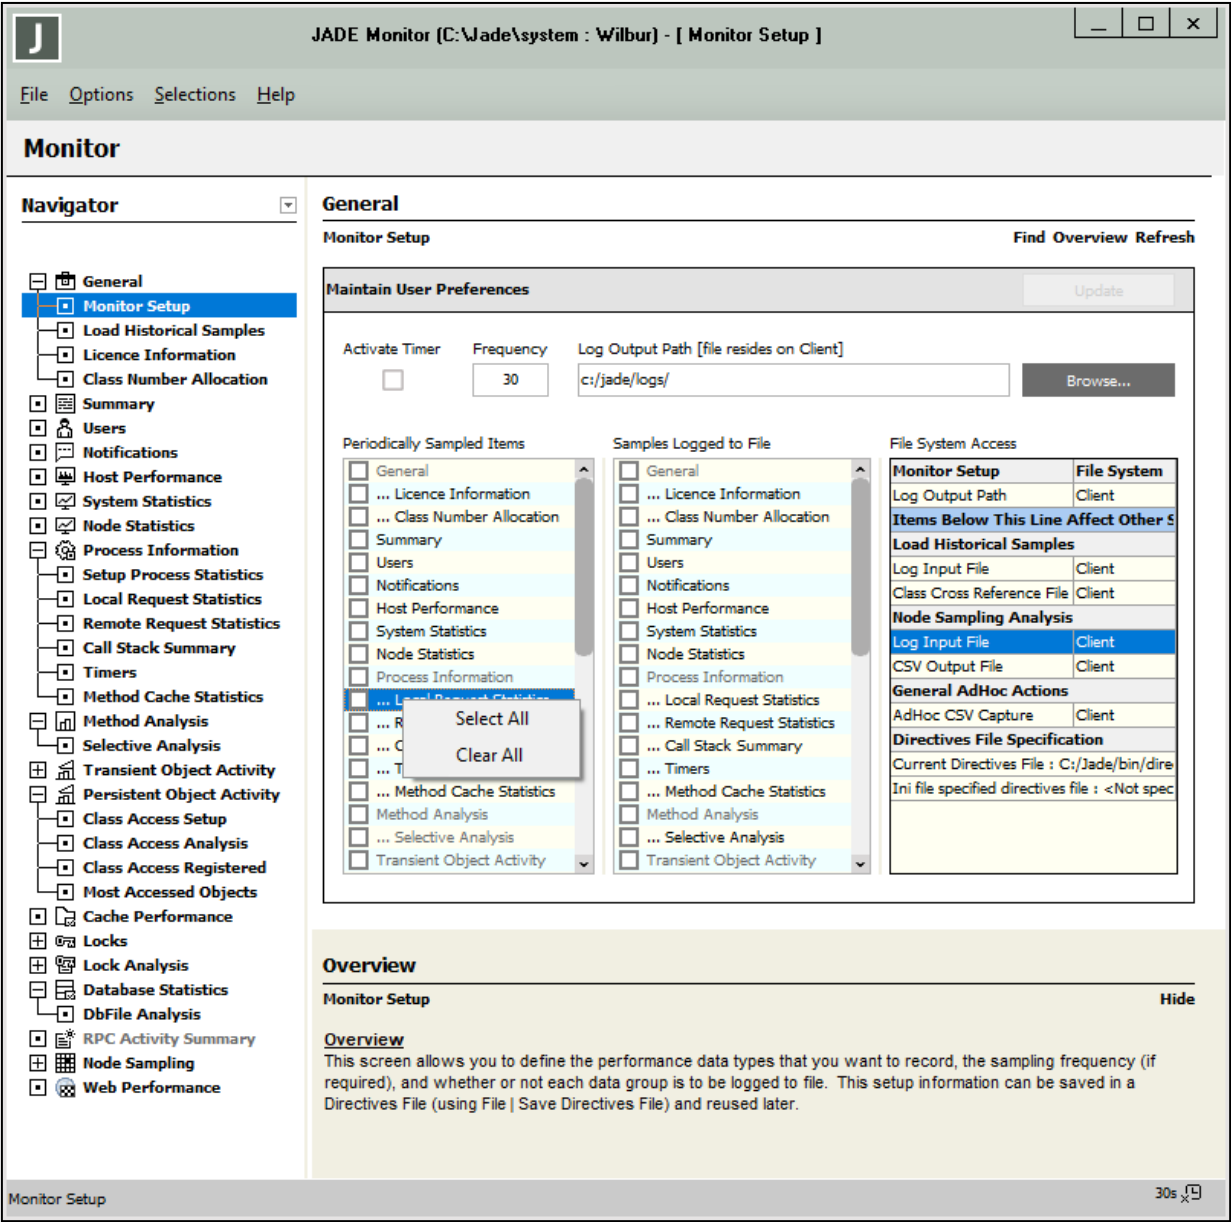 J
JADE Monitor (C:\Jade\system : Wilbur) - [ Monitor Setup ]
File Options Selections Help
Monitor
Navigator
General
Monitor Setup
Load Historical Samples
Licence Information
Class Number Allocation
Summary
Users
Notifications
Host Performance
System Statistics
Node Statistics
Process Information
Setup Process Statistics
Local Request Statistics
Remote Request Statistics
Call Stack Summary
Timers
Method Cache Statistics
Method Analysis
Selective Analysis
Transient Object Activity
Persistent Object Activity
Class Access Setup
Class Access Analysis
Class Access Registered
Most Accessed Objects
Cache Performance
Locks
Lock Analysis
Database Statistics
DbFile Analysis
RPC Activity Summary
Node Sampling
Web Performance
General
Monitor Setup
Find Overview Refresh
Maintain User Preferences
Update
Activate Timer
Frequency
Log Output Path [file resides on Client]
30
c:/jade/logs/
Browse...
Periodically Sampled Items
General
... Licence Information
... Class Number Allocation
Summary
Users
Notifications
Host Performance
System Statistics
Node Statistics
Process Information
... Local Request Statistics
... R
... C
... T
... Method Cache Statistics
Method Analysis
... Selective Analysis
Transient Object Activity
Select All
Clear All
Samples Logged to File
General
... Licence Information
... Class Number Allocation
Summary
Users
Notifications
Host Performance
System Statistics
Node Statistics
Process Information
... Local Request Statistics
... Remote Request Statistics
... Call Stack Summary
... Timers
... Method Cache Statistics
Method Analysis
... Selective Analysis
Transient Object Activity
File System Access
Monitor Setup File System
Log Output Path Client
Items Below This Line Affect Other S
Load Historical Samples
Log Input File Client
Class Cross Reference File Client
Node Sampling Analysis
Log Input File Client
CSV Output File Client
General AdHoc Actions
AdHoc CSV Capture Client
Directives File Specification
Current Directives File : C:/Jade/bin/dire
Ini file specified directives file : <Not spec
Overview
Monitor Setup
Hide
Overview
This screen allows you to define the performance data types that you want to record, the sampling frequency (if
required), and whether or not each data group is to be logged to file. This setup information can be saved in a
Directives File (using File | Save Directives File) and reused later.
Monitor Setup
30s